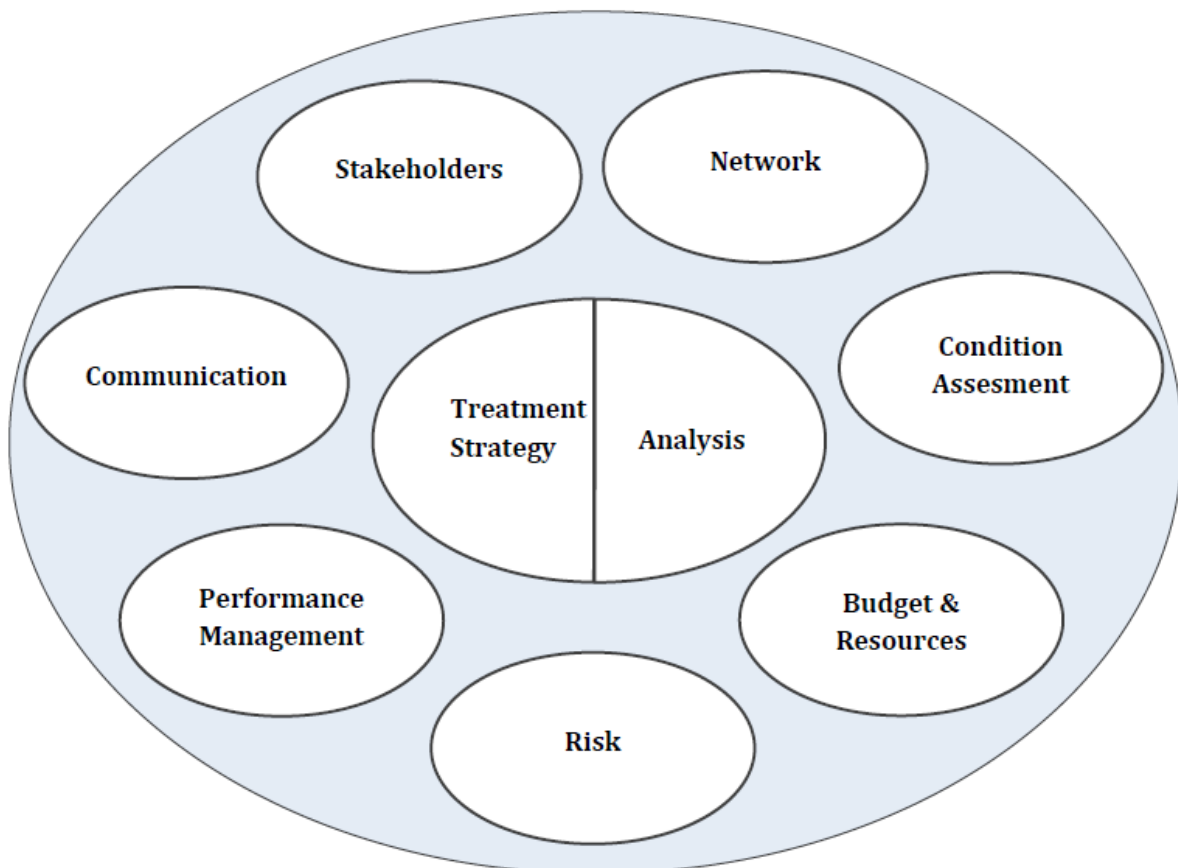 Stakeholders
Network
Communication
Condition
Assesment
Treatment
Strategy
Analysis
Performance
Management
Budget &
Resources
Risk